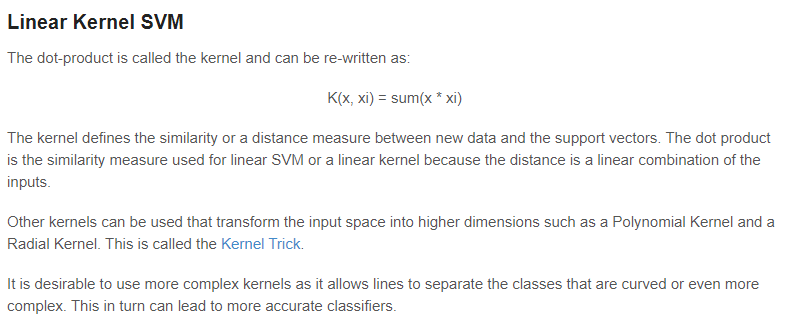 Linear Kernel SVM
The dot-product is called the kernel and can be re-written as:
K(x, xi) = sum(x * xi)
The kernel defines the similarity or a distance measure between new data and the support vectors. The dot product
is the similarity measure used for linear SVM or a linear kernel because the distance is a linear combination of the
inputs.
Other kernels can be used that transform the input space into higher dimensions such as a Polynomial Kernel and a
Radial Kernel. This is called the Kernel Trick.
It is desirable to use more complex kernels as it allows lines to separate the classes that are curved or even more
complex. This in turn can lead to more accurate classifiers.